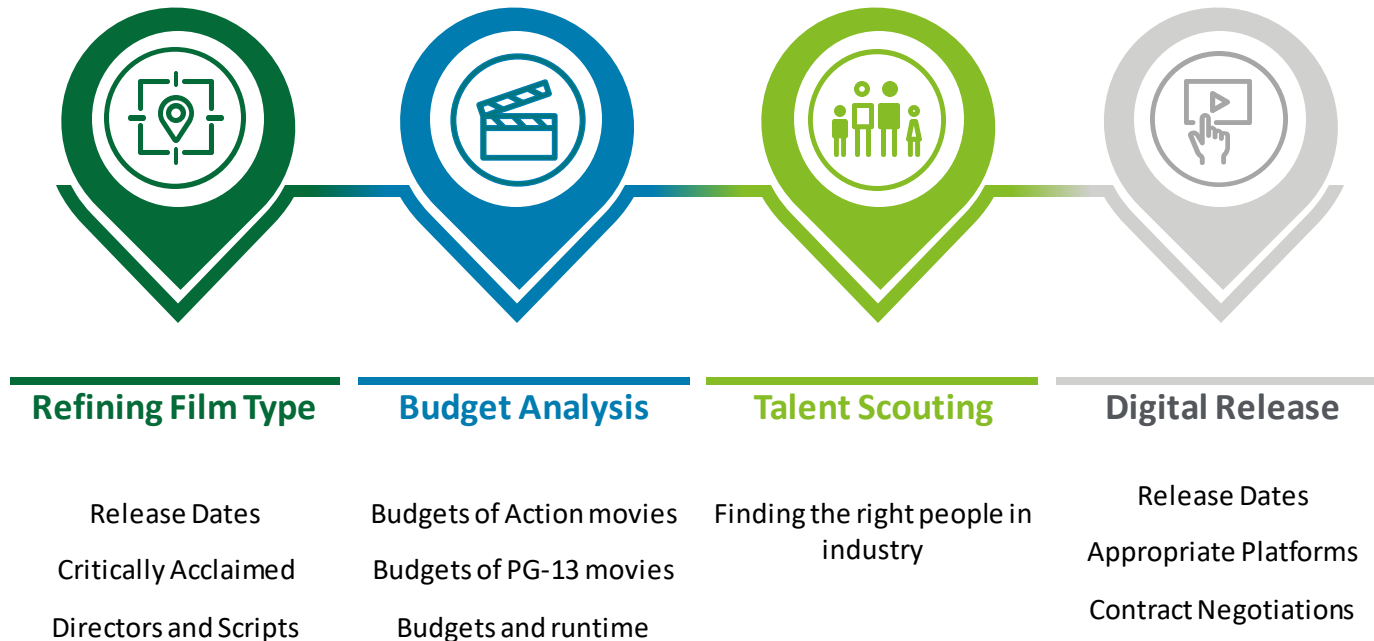 Refining Film Type
Release Dates
Critically Acclaimed
Directors and Scripts
Budget Analysis
Budgets of Action movies
Budgets of PG-13 movies
Budgets and runtime
Talent Scouting
Finding the right people in
industry
Digital Release
Release Dates
Appropriate Platforms
Contract Negotiations